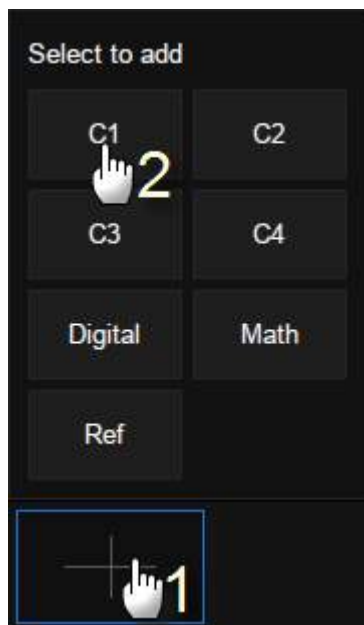 Select to add
C1 C2
2
C3 C4
Digital Math
Ref
1